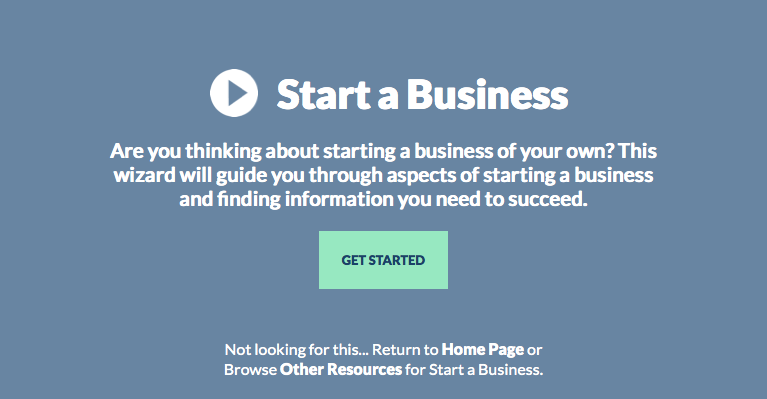 Start a Business
Are you thinking about starting a business of your own? This
wizard will guide you through aspects of starting a business
and finding information you need to succeed.
GET STARTED
Not looking for this... Return to Home Page or
Browse Other Resources for Start a Business.